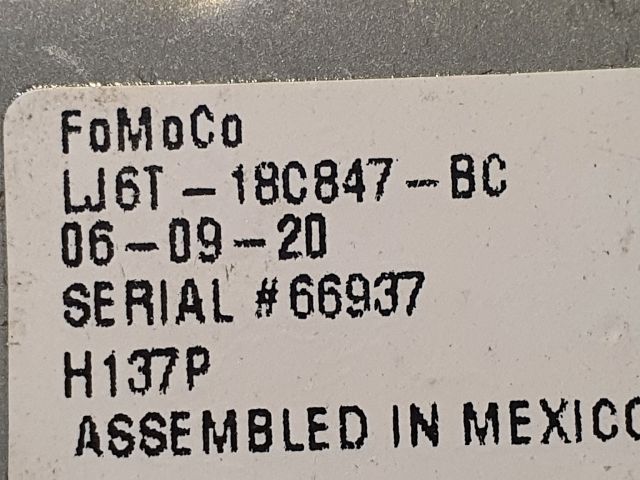 FoMoCo
LJ6T-18C847-BC
06-09-20
SERIAL #66937
H137P
ASSEMBLED IN MEXICO